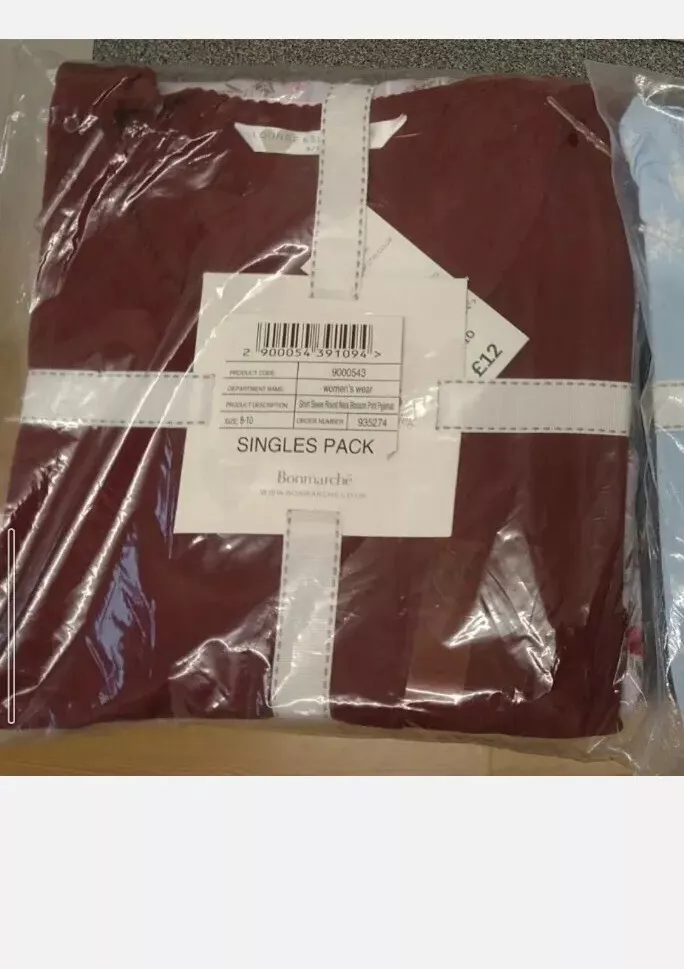 £12
2 900054 391094 >
PRODUCT CODE: 9000543
DEPARTMENT NAME: women's wear
PRODUCT DESCRIPTION: Short Sleeve Round Neck Blossom Print Pyjamas
SIZE: 8-10 ORDER NUMBER: 935274
SINGLES PACK
Bonmarché
WWW.BONMARCHE.CO.UK